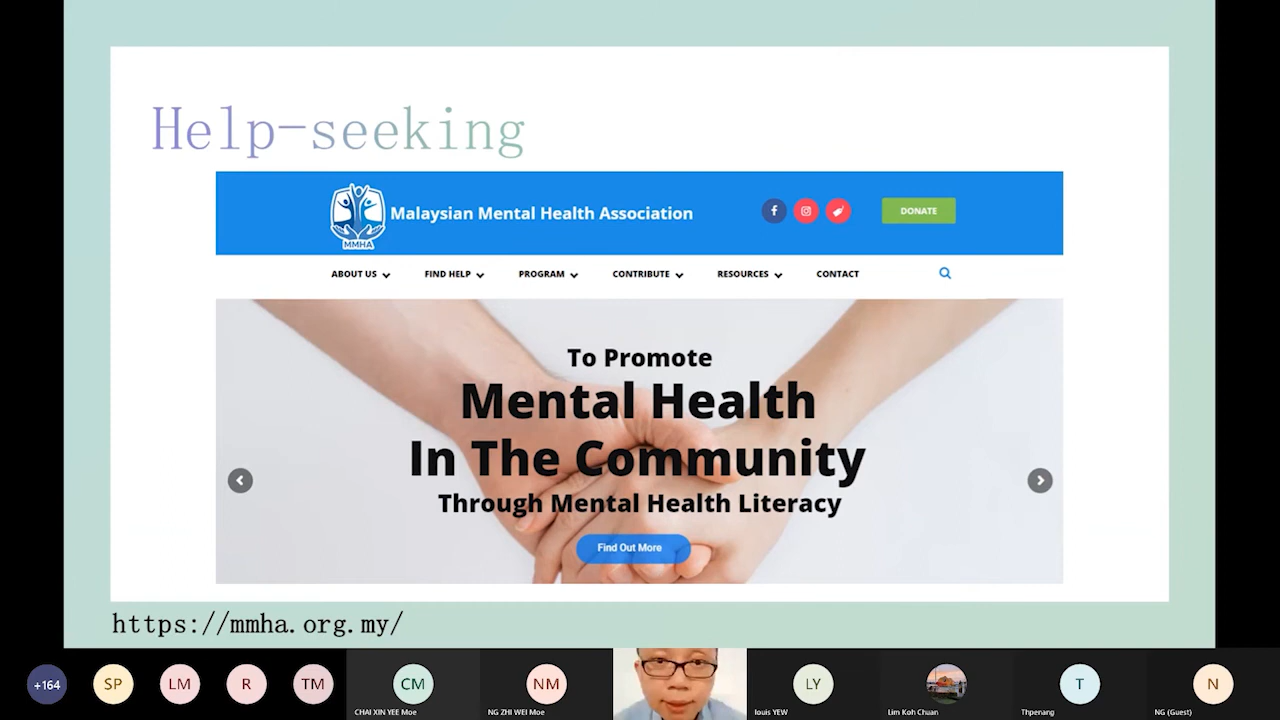 Help-seeking
MMHA
Malaysian Mental Health Association
DONATE
ABOUT US
FIND HELP
PROGRAM
CONTRIBUTE
RESOURCES
CONTACT
To Promote
Mental Health
In The Community
Through Mental Health Literacy
Find Out More
https://mmha.org.my/
+164
SP
LM
R
TM
CM
CHAI XIN YEE Moe
NM
NG ZHI WEI Moe
LY
louis YEW
Lim Koh Chuan
T
Thpenang
N
NG (Guest)